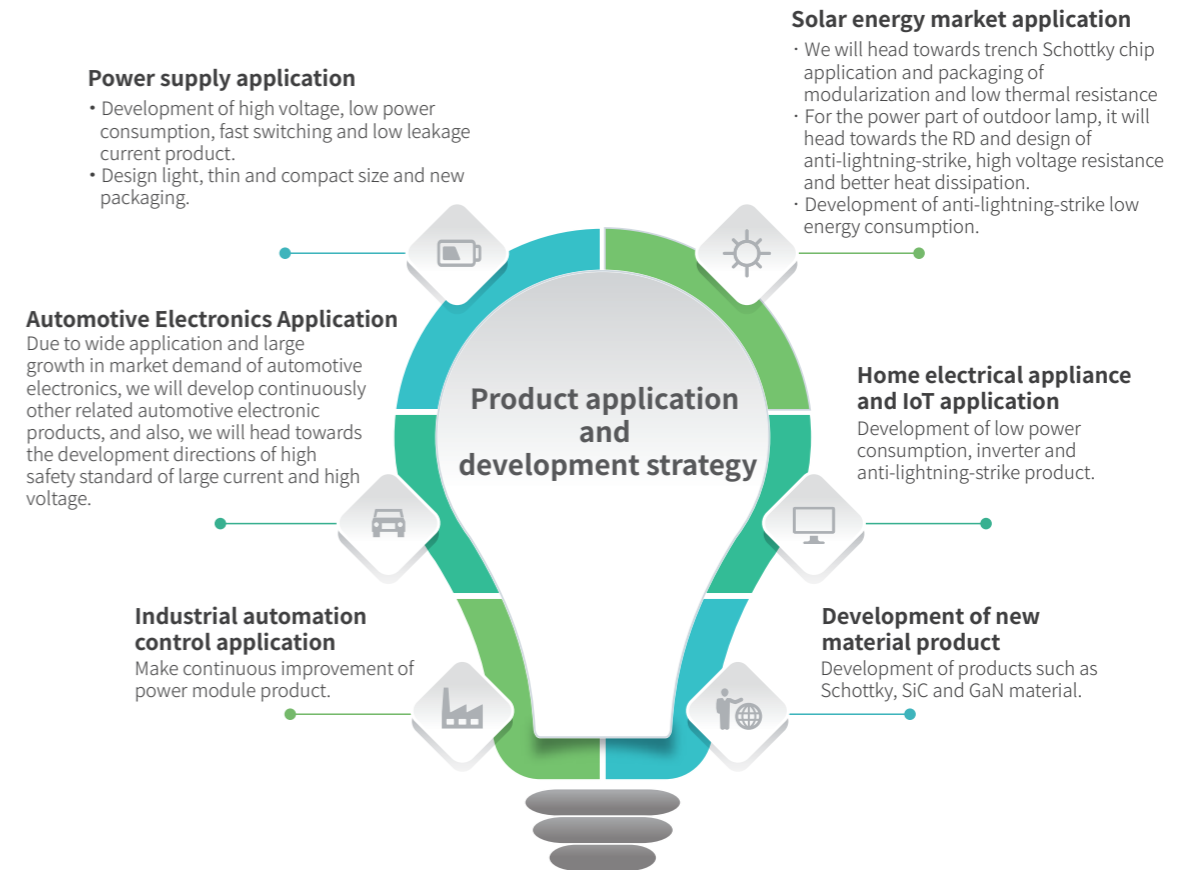 Solar energy market application
· We will head towards trench Schottky chip
application and packaging of
modularization and low thermal resistance
· For the power part of outdoor lamp, it will
head towards the RD and design of
anti-lightning-strike, high voltage resistance
and better heat dissipation.
· Development of anti-lightning-strike low
energy consumption.
Power supply application
• Development of high voltage, low power
consumption, fast switching and low leakage
current product.
• Design light, thin and compact size and new
packaging.
Automotive Electronics Application
Due to wide application and large
growth in market demand of automotive
electronics, we will develop continuously
other related automotive electronic
products, and also, we will head towards
the development directions of high
safety standard of large current and high
voltage.
Product application
and
development strategy
Home electrical appliance
and IoT application
Development of low power
consumption, inverter and
anti-lightning-strike product.
Industrial automation
control application
Make continuous improvement of
power module product.
Development of new
material product
Development of products such as
Schottky, SiC and GaN material.